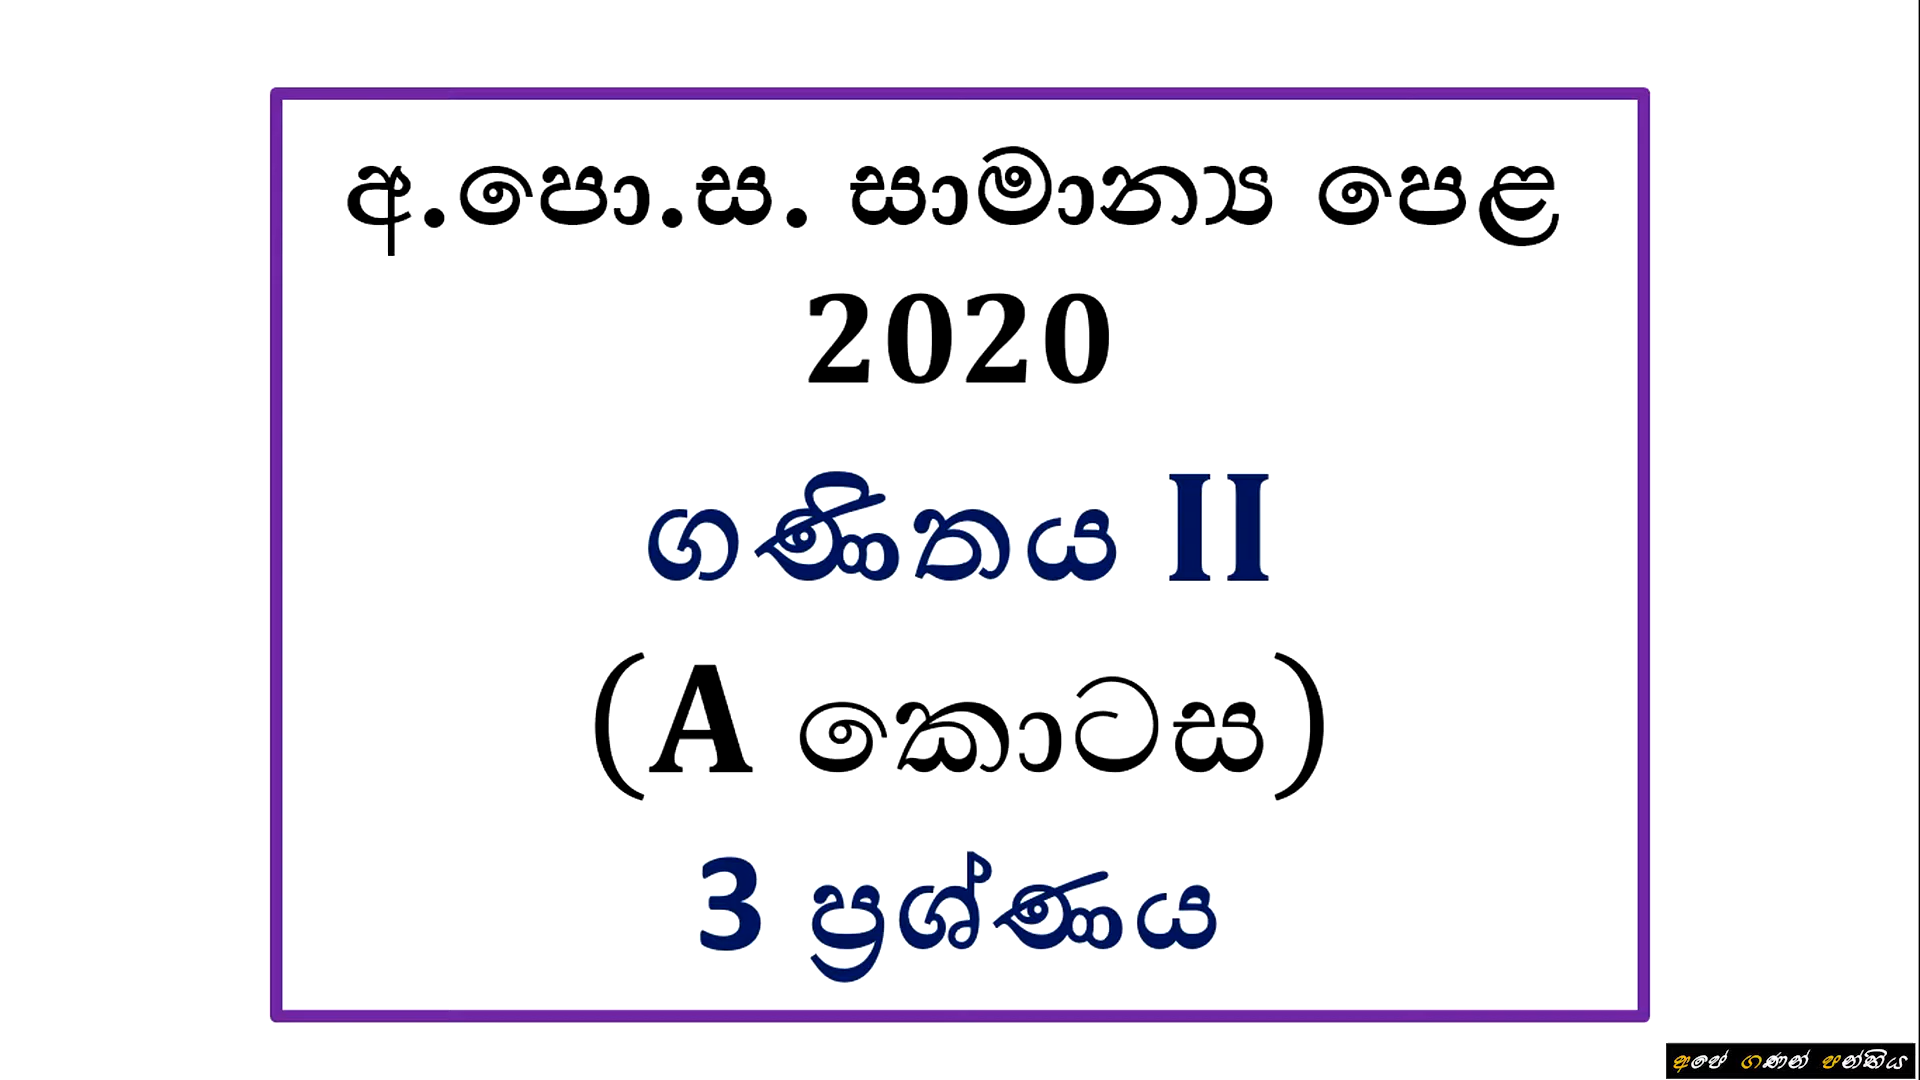 අ.පො.ස. සාමාන්‍ය පෙළ
2020
ගණිතය II
(A කොටස)
3 ප්‍රශ්ණය
අපේ ගණන් පන්තිය